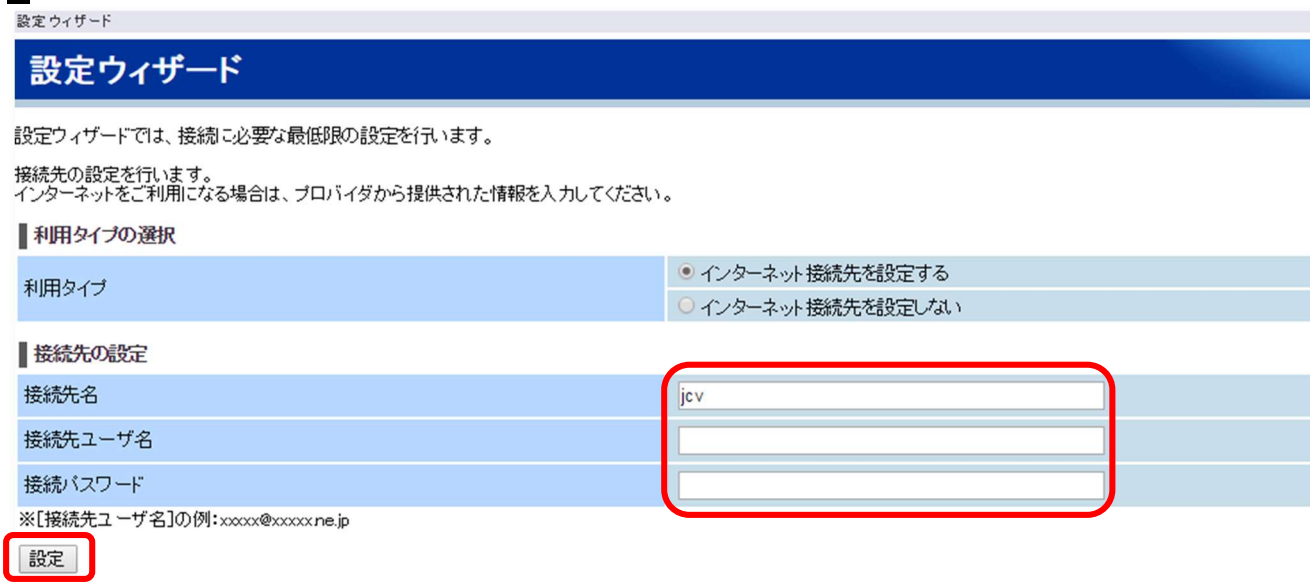 設定ウィザード
設定ウィザード
設定ウィザードでは、接続に必要な最低限の設定を行います。
接続先の設定を行います。
インターネットをご利用になる場合は、プロバイダから提供された情報を入力してください。
利用タイプの選択
利用タイプ
インターネット接続先を設定する
インターネット接続先を設定しない
接続先の設定
接続先名
jcv
接続先ユーザ名
接続パスワード
※[接続先ユーザ名]の例:xxxxx@xxxxx.ne.jp
設定